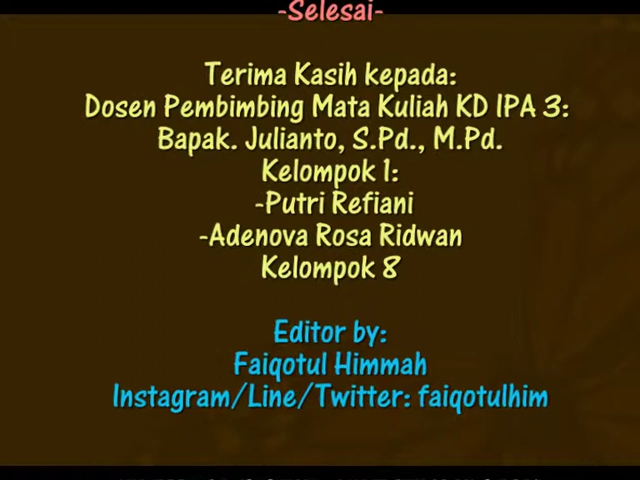 -Selesai-
Terima Kasih kepada:
Dosen Pembimbing Mata Kuliah KD IPA 3:
Bapak. Julianto, S.Pd., M.Pd.
Kelompok 1:
-Putri Refiani
-Adenova Rosa Ridwan
Kelompok 8
Editor by:
Faiqotul Himmah
Instagram/Line/Twitter: faiqotulhim